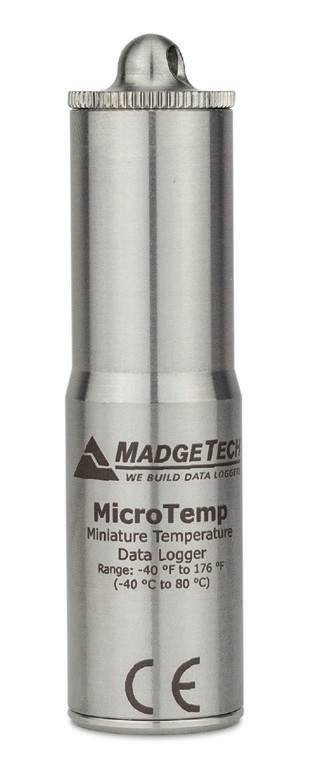 MADGETECH
WE BUILD DATA LOGGERS
MicroTemp
Miniature Temperature
Data Logger
Range: -40 °F to 176 °F
(-40 °C to 80 °C)
CE